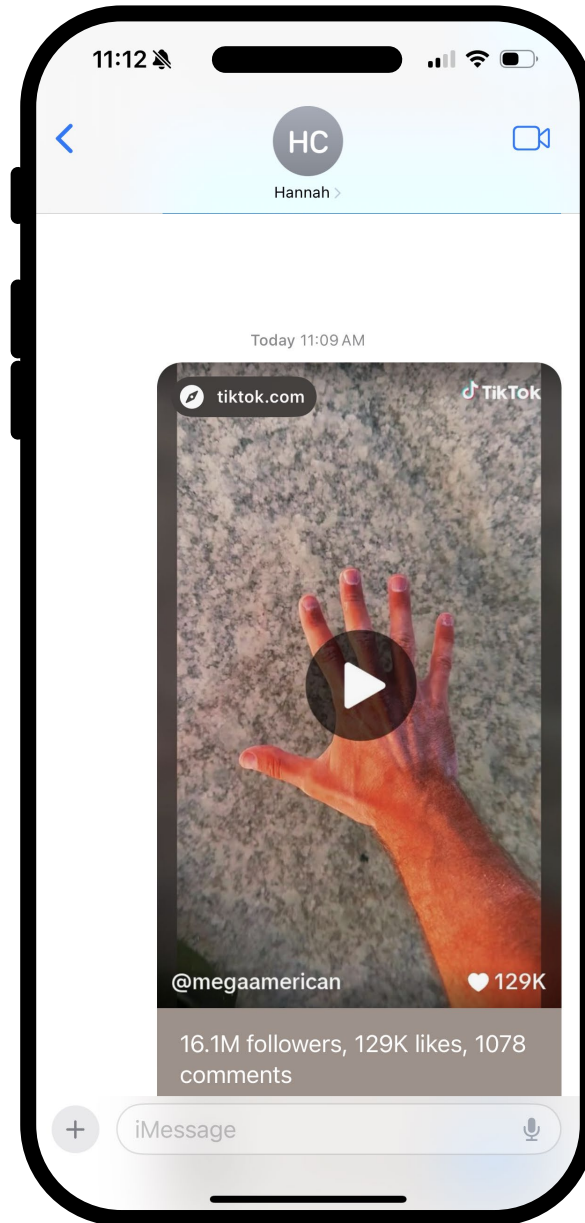 11:12
HC
Hannah
Today 11:09 AM
tiktok.com
TikTok
@megaamerican
129K
16.1M followers, 129K likes, 1078
comments
iMessage